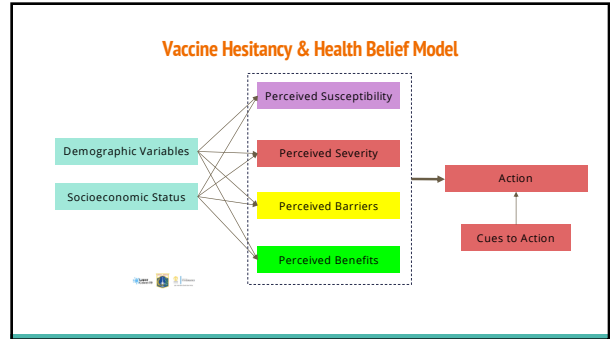 Vaccine Hesitancy & Health Belief Model
Perceived Susceptibility
Demographic Variables
Perceived Severity
Socioeconomic Status
Perceived Barriers
Perceived Benefits
Action
Cues to Action